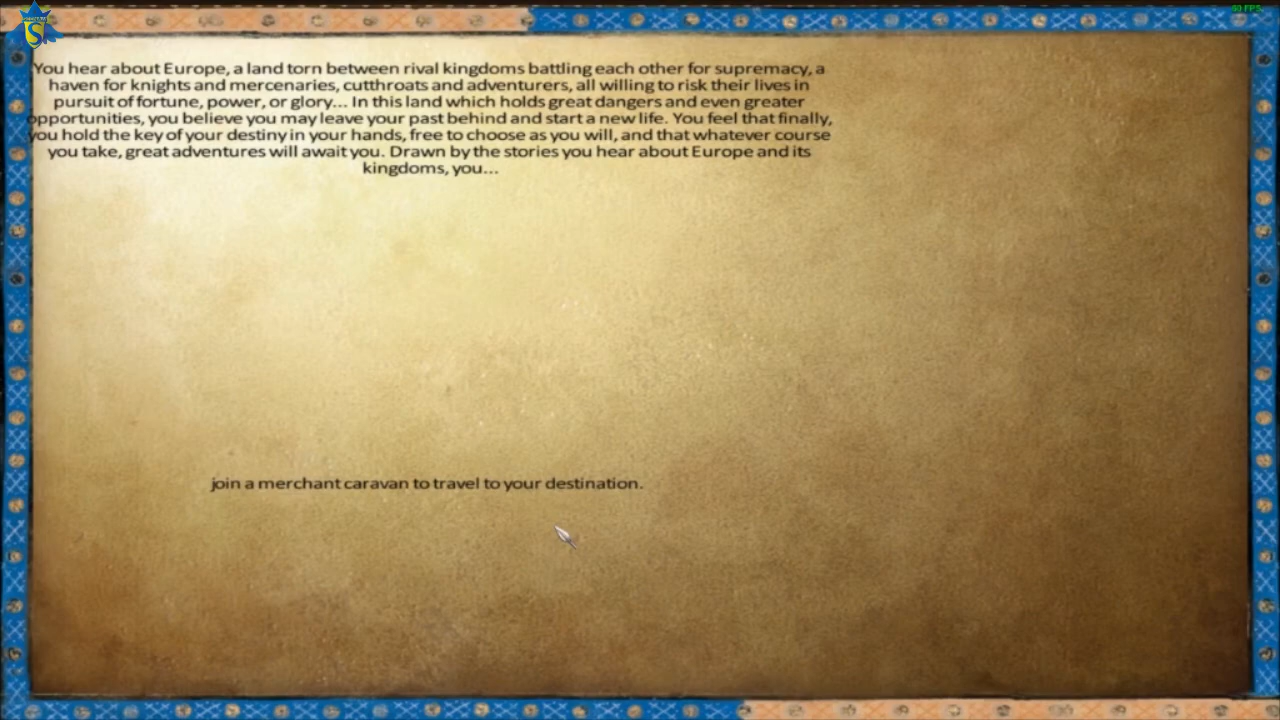 60 FPS
You hear about Europe, a land torn between rival kingdoms battling each other for supremacy, a
haven for knights and mercenaries, cutthroats and adventurers, all willing to risk their lives in
pursuit of fortune, power, or glory... In this land which holds great dangers and even greater
opportunities, you believe you may leave your past behind and start a new life. You feel that finally,
you hold the key of your destiny in your hands, free to choose as you will, and that whatever course
you take, great adventures will await you. Drawn by the stories you hear about Europe and its
kingdoms, you...
join a merchant caravan to travel to your destination.